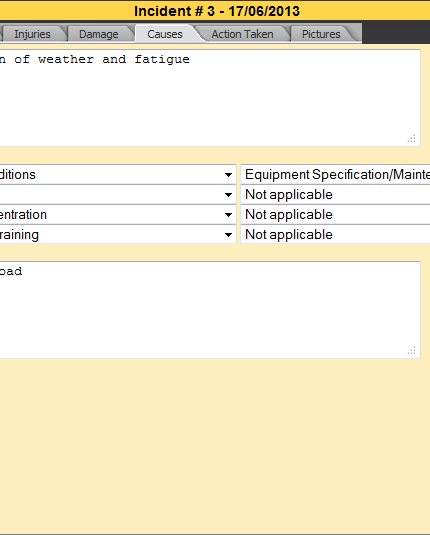 Incident # 3 - 17/06/2013
Injuries Damage Causes Action Taken Pictures
n of weather and fatigue
ditions Equipment Specification/Mainte
Not applicable
entration Not applicable
raining Not applicable
oad